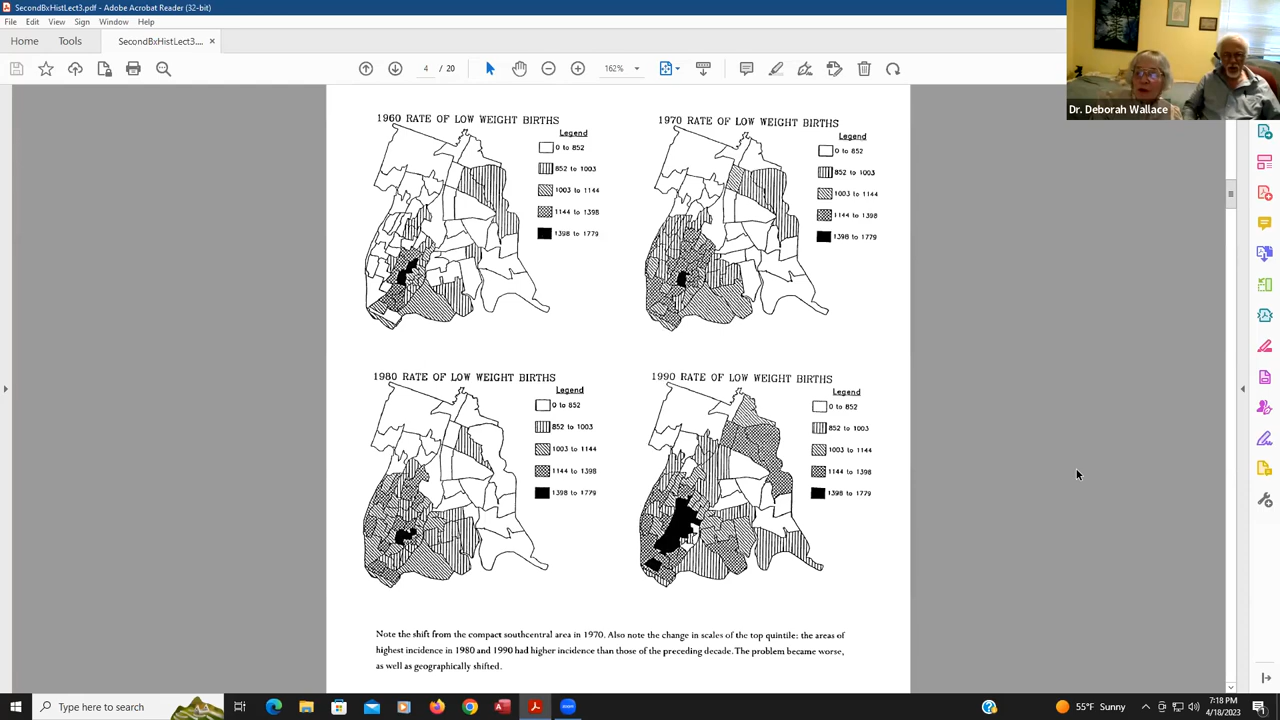 SecondBxHistLect3.pdf - Adobe Acrobat Reader (32-bit)
File Edit View Sign Window Help
Home Tools SecondBxHistLect3.... ×
4 20 162%
Dr. Deborah Wallace
1960 RATE OF LOW WEIGHT BIRTHS
Legend
0 to 852
852 to 1003
1003 to 1144
1144 to 1398
1398 to 1779
1970 RATE OF LOW WEIGHT BIRTHS
Legend
0 to 852
852 to 1003
1003 to 1144
1144 to 1398
1398 to 1779
1980 RATE OF LOW WEIGHT BIRTHS
Legend
0 to 852
852 to 1003
1003 to 1144
1144 to 1398
1398 to 1779
1990 RATE OF LOW WEIGHT BIRTHS
Legend
0 to 852
852 to 1003
1003 to 1144
1144 to 1398
1398 to 1779
Note the shift from the compact southcentral area in 1970. Also note the change in scales of the top quintile: the areas of
highest incidence in 1980 and 1990 had higher incidence than those of the preceding decade. The problem became worse,
as well as geographically shifted.
Type here to search
55°F Sunny
7:18 PM
4/18/2023